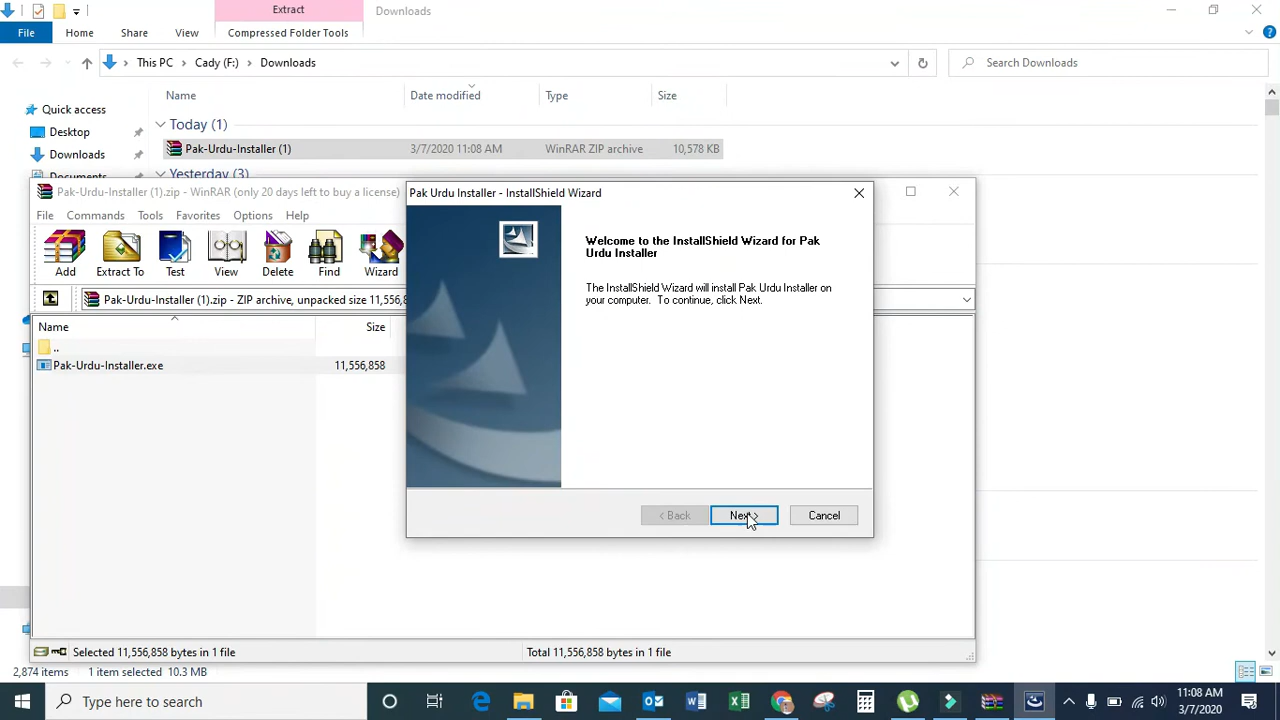 Extract
Downloads
File Home Share View Compressed Folder Tools
This PC Cady (F:) Downloads
Search Downloads
Quick access
Desktop
Downloads
Documents
Name Date modified Type Size
Today (1)
Pak-Urdu-Installer (1) 3/7/2020 11:08 AM WinRAR ZIP archive 10,578 KB
Yesterday (3)
Pak-Urdu-Installer (1).zip - WinRAR (only 20 days left to buy a license)
File Commands Tools Favorites Options Help
Add Extract To Test View Delete Find Wizard
Pak-Urdu-Installer (1).zip - ZIP archive, unpacked size 11,556,8
Name Size
..
Pak-Urdu-Installer.exe 11,556,858
Selected 11,556,858 bytes in 1 file
Total 11,556,858 bytes in 1 file
Pak Urdu Installer - InstallShield Wizard
Welcome to the InstallShield Wizard for Pak
Urdu Installer
The InstallShield Wizard will install Pak Urdu Installer on
your computer. To continue, click Next.
< Back Next > Cancel
2,874 items 1 item selected 10.3 MB
Type here to search
11:08 AM
3/7/2020